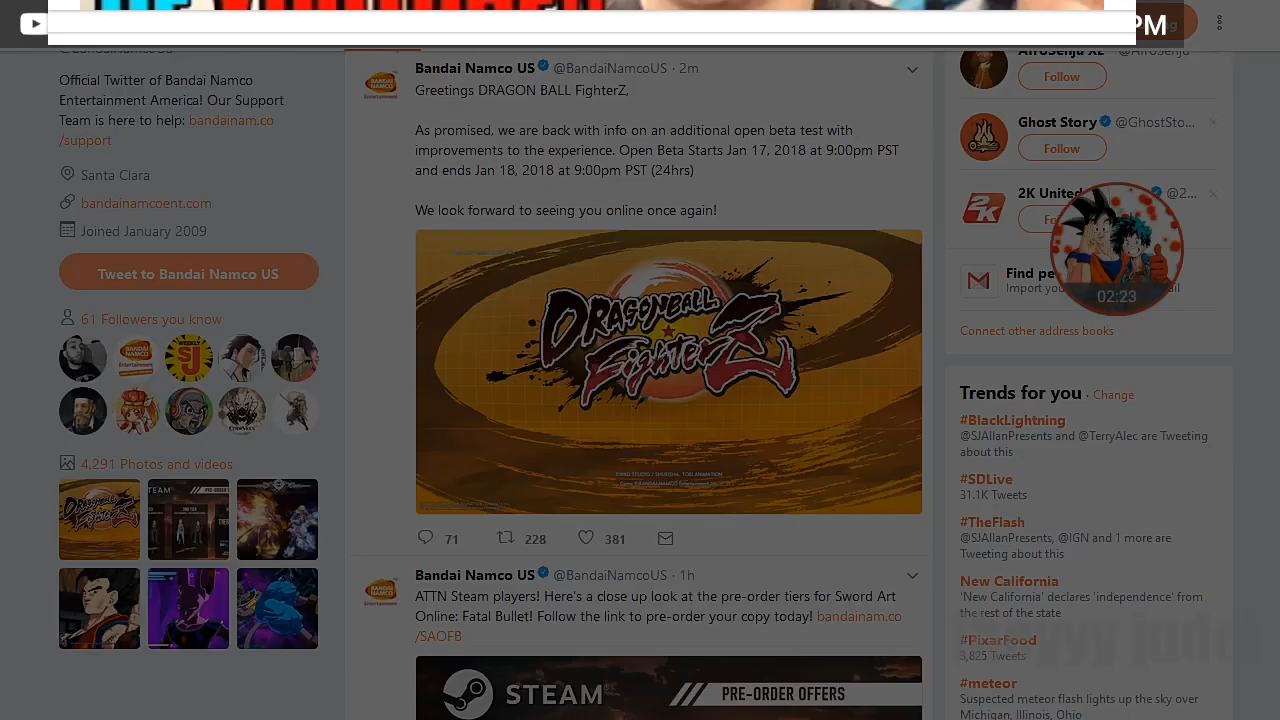 PM
Official Twitter of Bandai Namco
Entertainment America! Our Support
Team is here to help: bandainam.co
/support
Santa Clara
bandainamcoent.com
Joined January 2009
Tweet to Bandai Namco US
61 Followers you know
4,291 Photos and videos
Bandai Namco US @BandaiNamcoUS · 2m
Greetings DRAGON BALL FighterZ,
As promised, we are back with info on an additional open beta test with
improvements to the experience. Open Beta Starts Jan 17, 2018 at 9:00pm PST
and ends Jan 18, 2018 at 9:00pm PST (24hrs)
We look forward to seeing you online once again!
DRAGONBALL
FighterZ
71 228 381
Bandai Namco US @BandaiNamcoUS · 1h
ATTN Steam players! Here's a close up look at the pre-order tiers for Sword Art
Online: Fatal Bullet! Follow the link to pre-order your copy today! bandainam.co
/SAOFB
STEAM PRE-ORDER OFFERS
Follow
Ghost Story @GhostSto...
Follow
2K United @2...
02:23
Connect other address books
Trends for you · Change
#BlackLightning
@SJAllanPresents and @TerryAlec are Tweeting
about this
#SDLive
31.1K Tweets
#TheFlash
@SJAllanPresents, @IGN and 1 more are
Tweeting about this
New California
'New California' declares 'independence' from
the rest of the state
#PixarFood
3,825 Tweets
#meteor
Suspected meteor flash lights up the sky over
Michigan, Illinois, Ohio